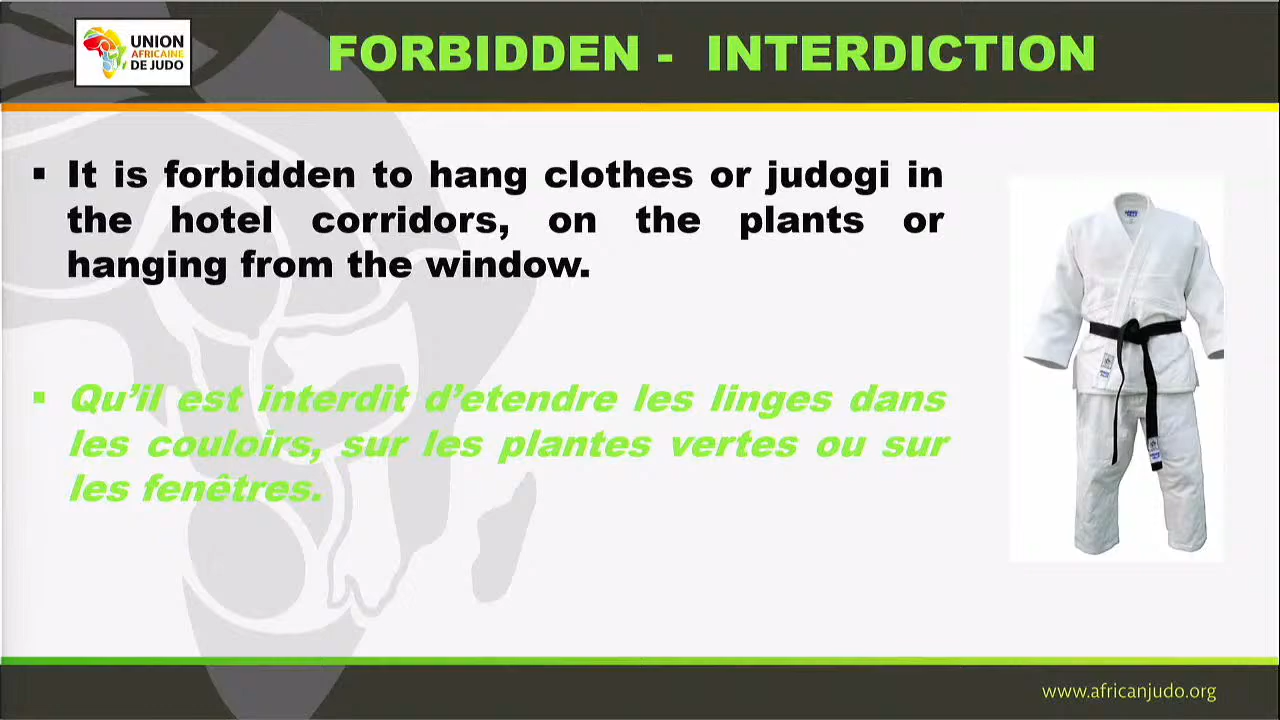 UNION
AFRICAINE
DE JUDO
FORBIDDEN - INTERDICTION
▪ It is forbidden to hang clothes or judogi in
the hotel corridors, on the plants or
hanging from the window.
▪ Qu’il est interdit d’etendre les linges dans
les couloirs, sur les plantes vertes ou sur
les fenêtres.
www.africanjudo.org